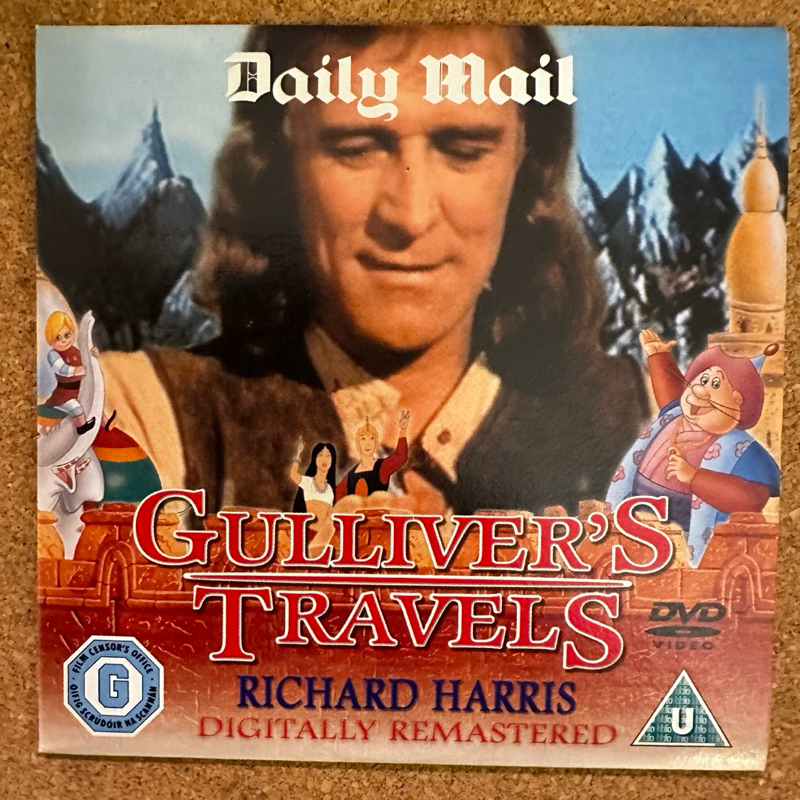 Daily Mail
GULLIVER'S
TRAVELS
DVD
VIDEO
FILM CENSOR'S OFFICE
G
OIFIG SCRÚDÓIR NA SCANNÁN
RICHARD HARRIS
DIGITALLY REMASTERED
U